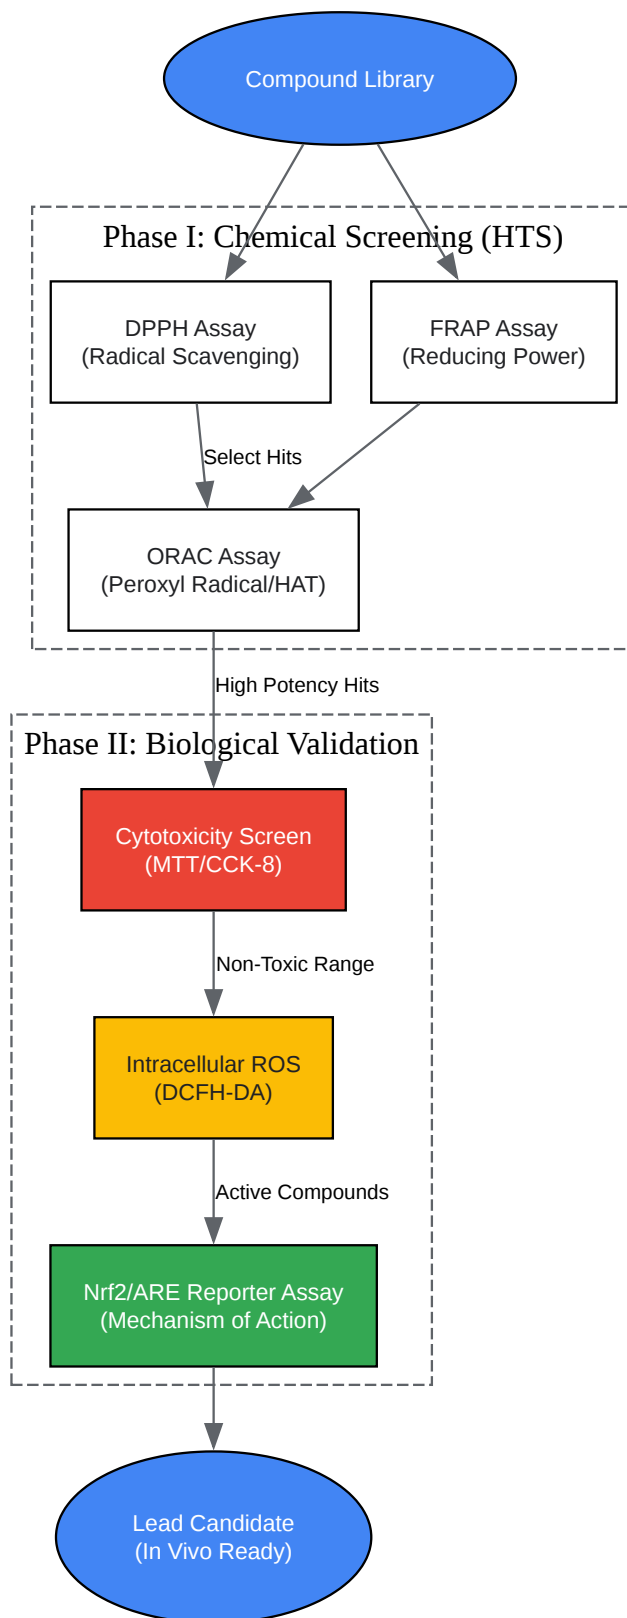 Compound Library
Phase I: Chemical Screening (HTS)
DPPH Assay
(Radical Scavenging)
FRAP Assay
(Reducing Power)
Select Hits
ORAC Assay
(Peroxyl Radical/HAT)
High Potency Hits
Phase II: Biological Validation
Cytotoxicity Screen
(MTT/CCK-8)
Non-Toxic Range
Intracellular ROS
(DCFH-DA)
Active Compounds
Nrf2/ARE Reporter Assay
(Mechanism of Action)
Lead Candidate
(In Vivo Ready)